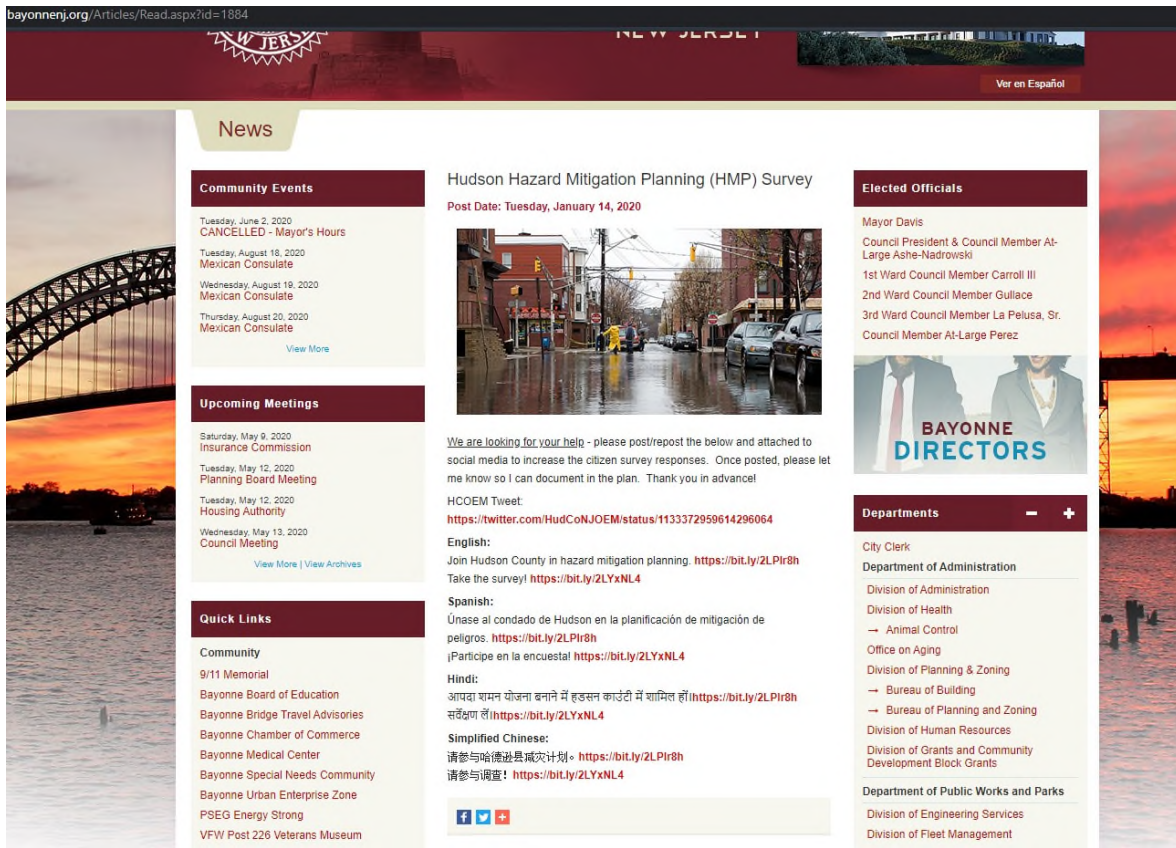 bayonnenj.org/Articles/Read.aspx?id=1884
NEW JERSEY
Ver en Español
News
Community Events
Tuesday, June 2, 2020
CANCELLED - Mayor's Hours
Tuesday, August 18, 2020
Mexican Consulate
Wednesday, August 19, 2020
Mexican Consulate
Thursday, August 20, 2020
Mexican Consulate
View More
Upcoming Meetings
Saturday, May 9, 2020
Insurance Commission
Tuesday, May 12, 2020
Planning Board Meeting
Tuesday, May 12, 2020
Housing Authority
Wednesday, May 13, 2020
Council Meeting
View More | View Archives
Quick Links
Community
9/11 Memorial
Bayonne Board of Education
Bayonne Bridge Travel Advisories
Bayonne Chamber of Commerce
Bayonne Medical Center
Bayonne Special Needs Community
Bayonne Urban Enterprise Zone
PSEG Energy Strong
VFW Post 226 Veterans Museum
Hudson Hazard Mitigation Planning (HMP) Survey
Post Date: Tuesday, January 14, 2020
We are looking for your help - please post/repost the below and attached to
social media to increase the citizen survey responses. Once posted, please let
me know so I can document in the plan. Thank you in advance!
HCOEM Tweet:
https://twitter.com/HudCoNJOEM/status/1133372959614296064
English:
Join Hudson County in hazard mitigation planning. https://bit.ly/2LPIr8h
Take the survey! https://bit.ly/2LYxNL4
Spanish:
Únase al condado de Hudson en la planificación de mitigación de
peligros. https://bit.ly/2LPIr8h
¡Participe en la encuesta! https://bit.ly/2LYxNL4
Hindi:
आपदा शमन योजना बनाने में हडसन काउंटी में शामिल हों।https://bit.ly/2LPIr8h
सर्वेक्षण लें।https://bit.ly/2LYxNL4
Simplified Chinese:
请参与哈德逊县减灾计划。https://bit.ly/2LPIr8h
请参与调查！https://bit.ly/2LYxNL4
Elected Officials
Mayor Davis
Council President & Council Member At-
Large Ashe-Nadrowski
1st Ward Council Member Carroll III
2nd Ward Council Member Gullace
3rd Ward Council Member La Pelusa, Sr.
Council Member At-Large Perez
BAYONNE
DIRECTORS
Departments
City Clerk
Department of Administration
Division of Administration
Division of Health
→ Animal Control
Office on Aging
Division of Planning & Zoning
→ Bureau of Building
→ Bureau of Planning and Zoning
Division of Human Resources
Division of Grants and Community
Development Block Grants
Department of Public Works and Parks
Division of Engineering Services
Division of Fleet Management